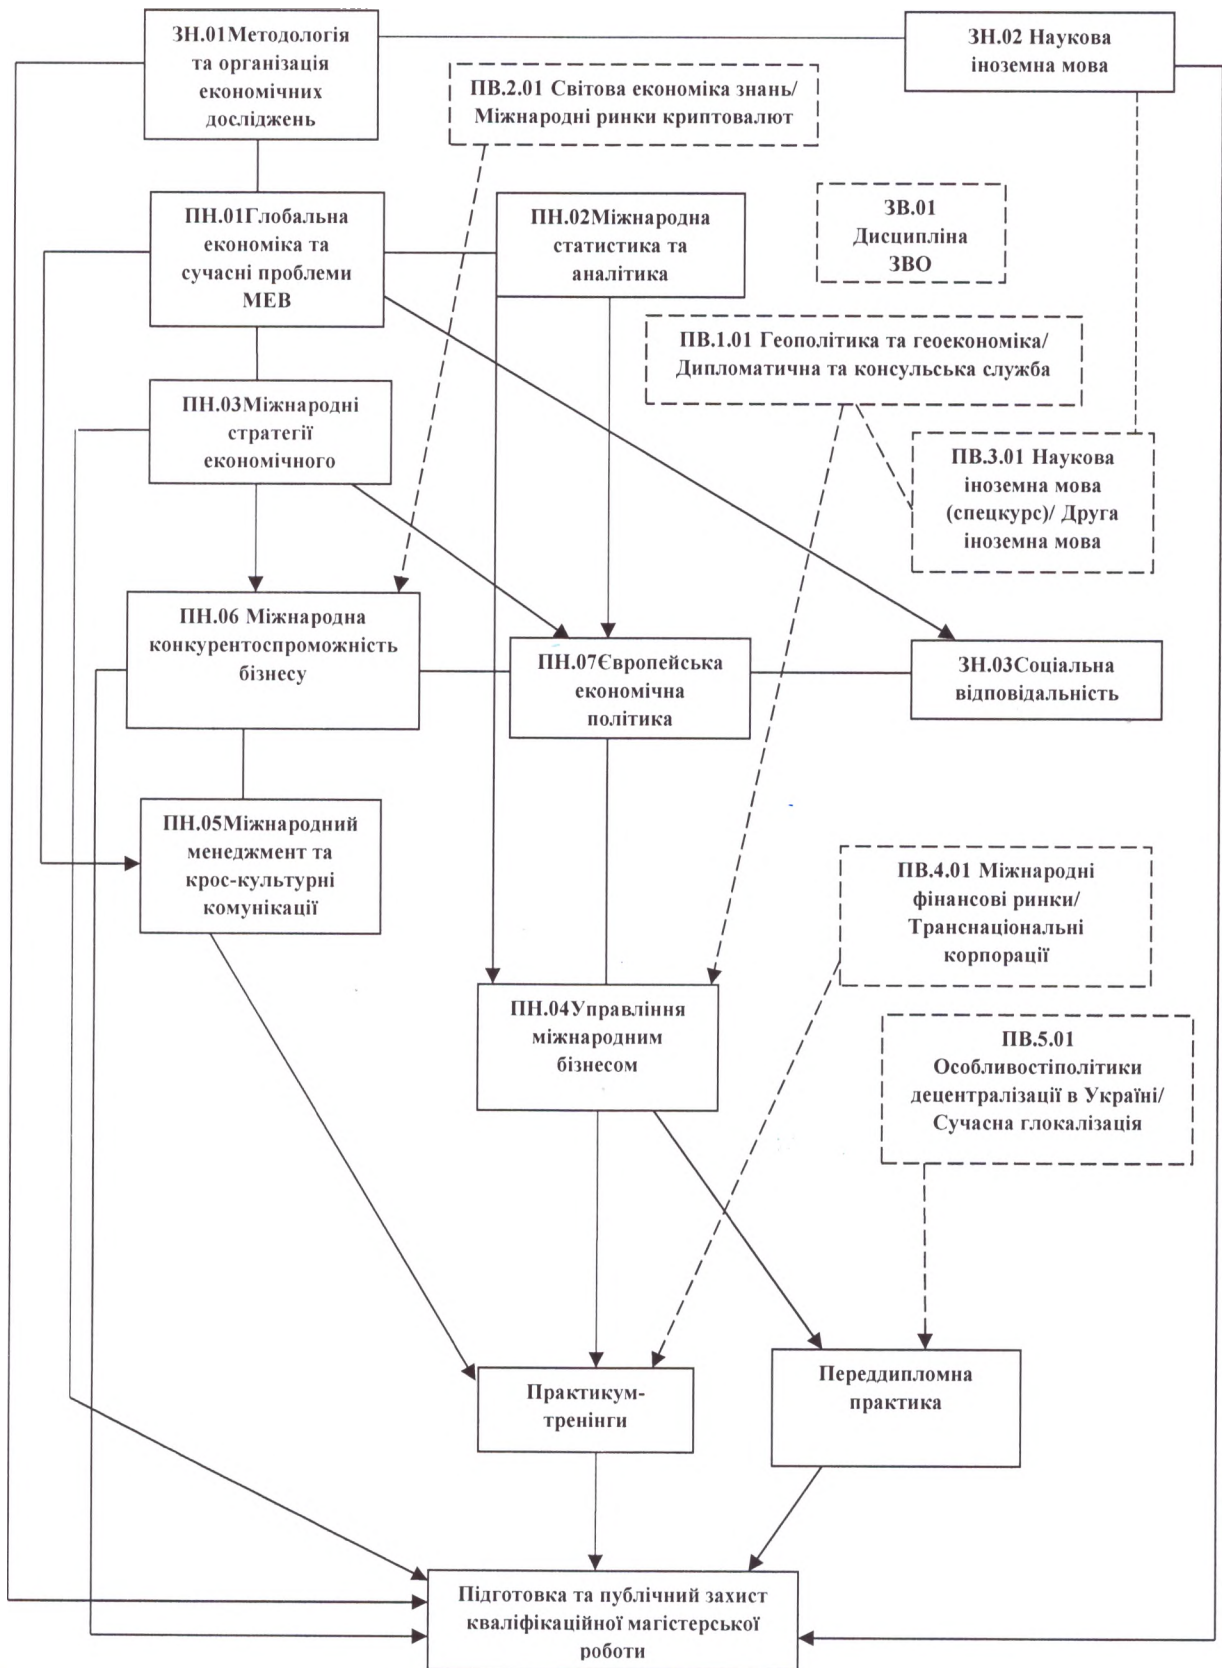 ЗН.01Методологія
та організація
економічних
досліджень
ЗН.02 Наукова
іноземна мова
ПВ.2.01 Світова економіка знань/
Міжнародні ринки криптовалют
ПН.01Глобальна
економіка та
сучасні проблеми
МЕВ
ПН.02Міжнародна
статистика та
аналітика
ЗВ.01
Дисципліна
ЗВО
ПВ.1.01 Геополітика та геоекономіка/
Дипломатична та консульська служба
ПН.03Міжнародні
стратегії
економічного
ПВ.3.01 Наукова
іноземна мова
(спецкурс)/ Друга
іноземна мова
ПН.06 Міжнародна
конкурентоспроможність
бізнесу
ПН.07Європейська
економічна
політика
ЗН.03Соціальна
відповідальність
ПН.05Міжнародний
менеджмент та
крос-культурні
комунікації
ПВ.4.01 Міжнародні
фінансові ринки/
Транснаціональні
корпорації
ПН.04Управління
міжнародним
бізнесом
ПВ.5.01
Особливостіполітики
децентралізації в Україні/
Сучасна глокалізація
Практикум-
тренінги
Переддипломна
практика
Підготовка та публічний захист
кваліфікаційної магістерської
роботи